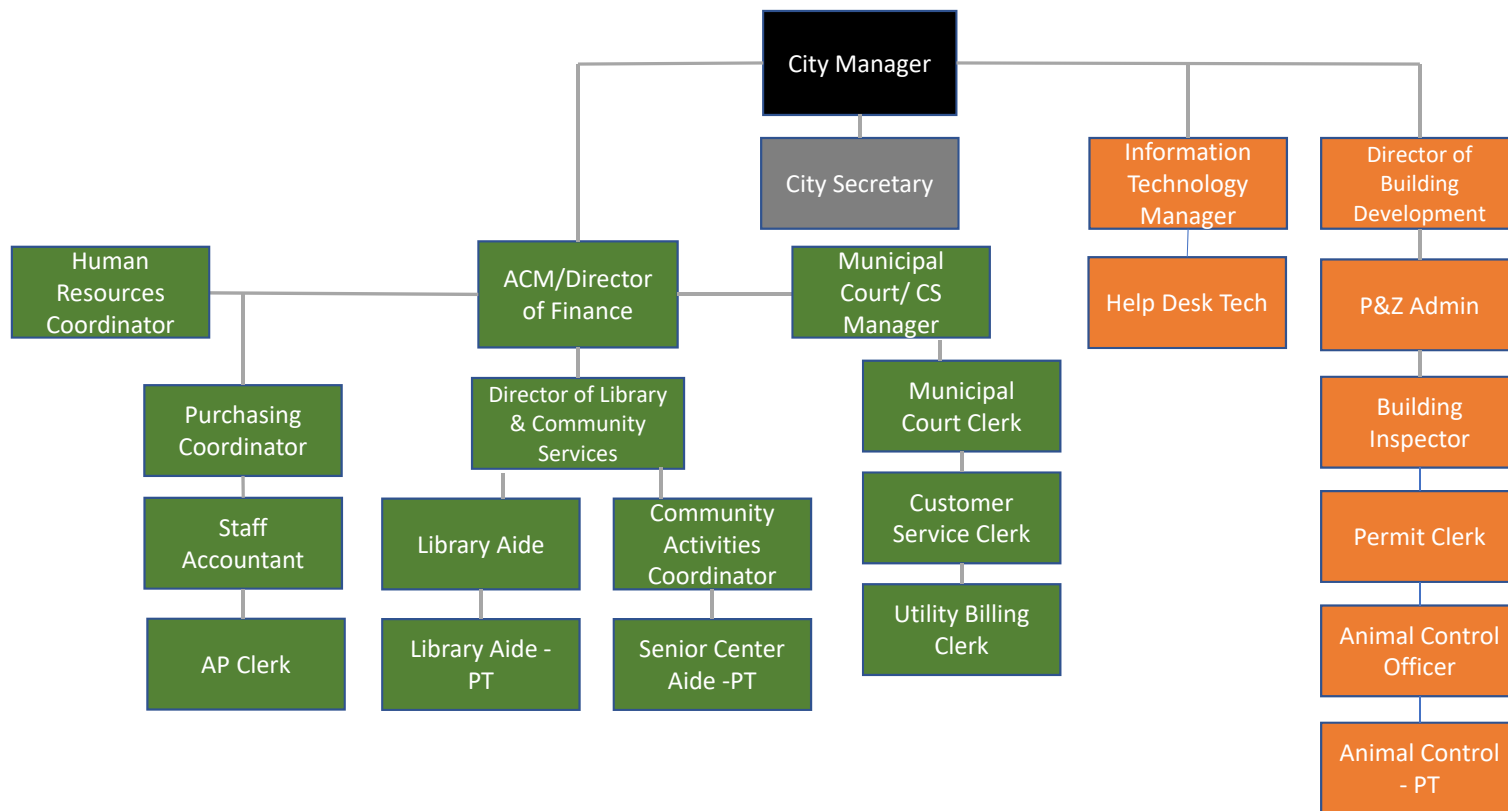 City Manager
City Secretary
Information
Technology
Manager
Director of
Building
Development
Human
Resources
Coordinator
ACM/Director
of Finance
Municipal
Court/ CS
Manager
Help Desk Tech
P&Z Admin
Purchasing
Coordinator
Director of Library
& Community
Services
Municipal
Court Clerk
Building
Inspector
Staff
Accountant
Library Aide
Community
Activities
Coordinator
Customer
Service Clerk
Permit Clerk
AP Clerk
Library Aide -
PT
Senior Center
Aide -PT
Utility Billing
Clerk
Animal Control
Officer
Animal Control
- PT